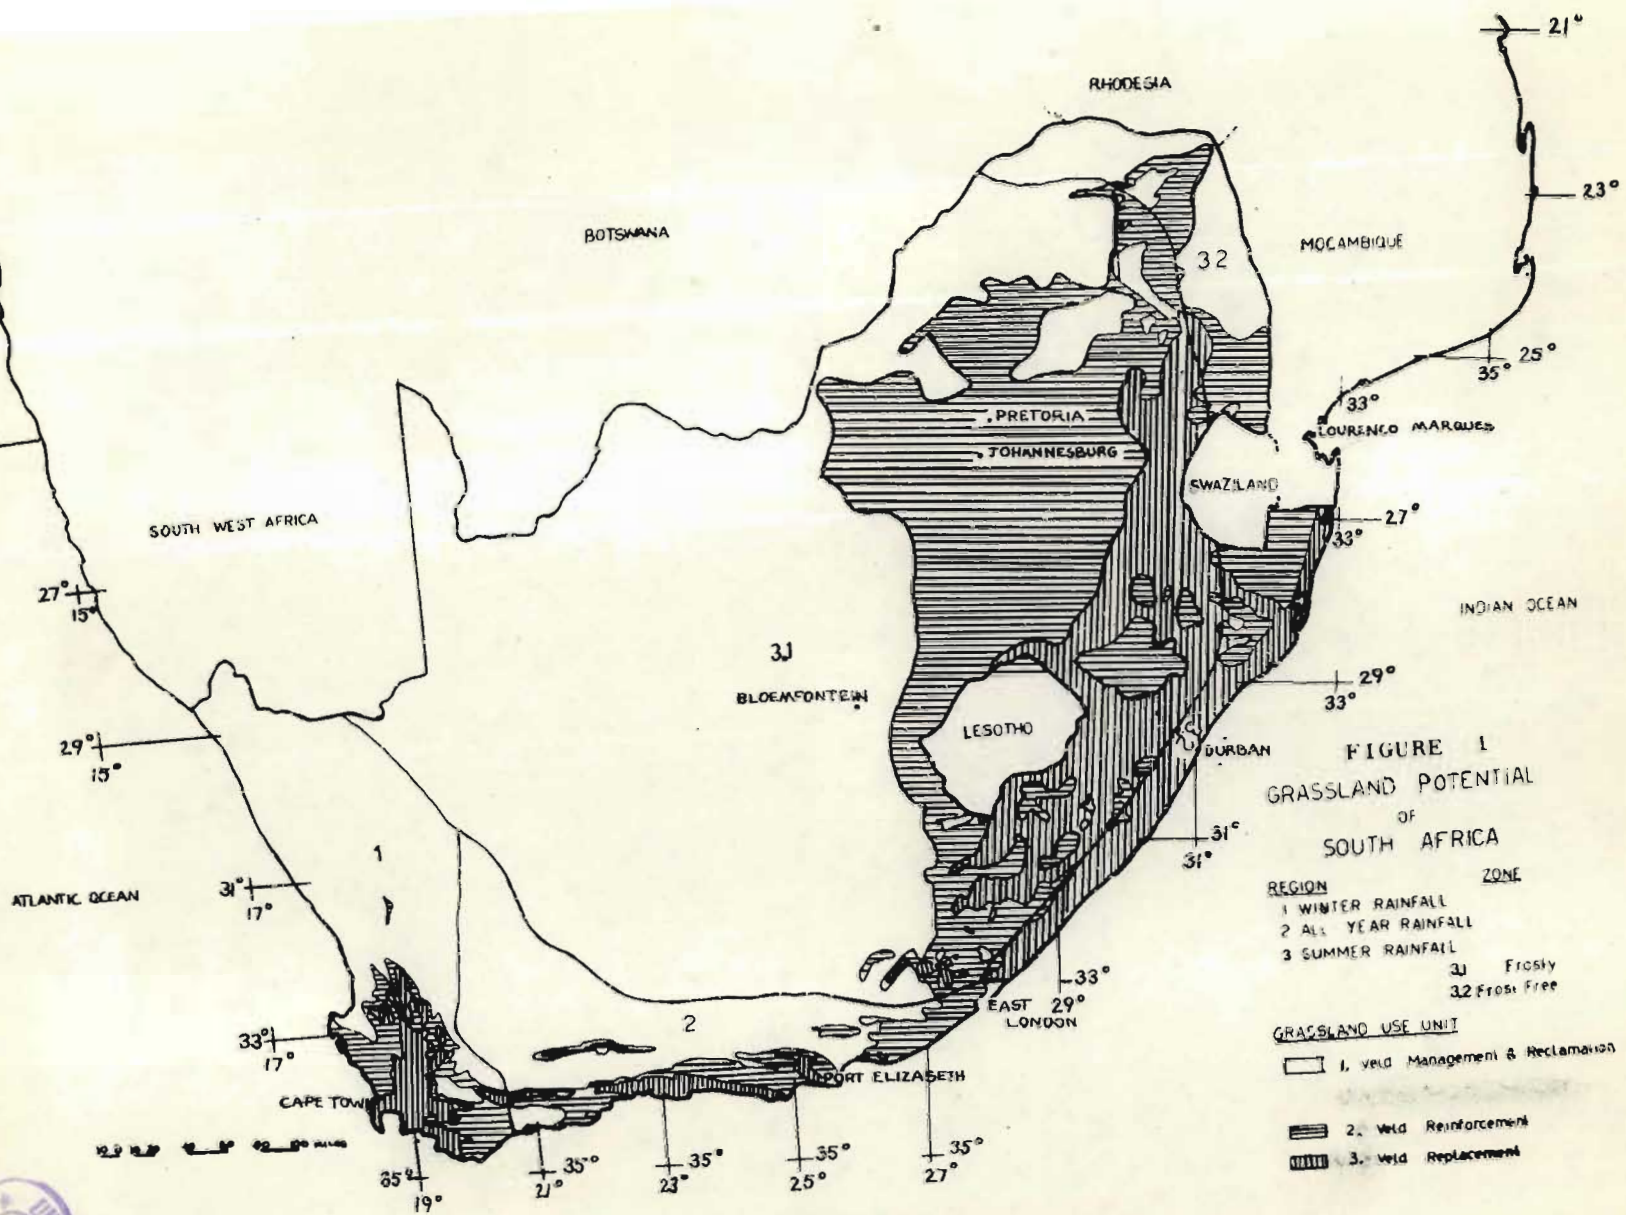 21°
RHODESIA
23°
BOTSWANA
MOCAMBIQUE
32
25°
35°
33°
PRETORIA
LOURENCO MARQUES
JOHANNESBURG
SWAZILAND
SOUTH WEST AFRICA
27°
33°
27°
15°
INDIAN OCEAN
31
BLOEMFONTEIN
29°
33°
LESOTHO
29°
15°
DURBAN
FIGURE 1
GRASSLAND POTENTIAL
OF
SOUTH AFRICA
31°
31°
1
ATLANTIC OCEAN
31°
17°
REGION ZONE
1 WINTER RAINFALL
2 ALL YEAR RAINFALL
3 SUMMER RAINFALL
31 Frosty
32 Frost Free
33°
29°
EAST
LONDON
2
33°
17°
GRASSLAND USE UNIT
1. Veld Management & Reclamation
PORT ELIZABETH
CAPE TOWN
2. Veld Reinforcement
3. Veld Replacement
35°
19°
35°
21°
35°
23°
35°
25°
35°
27°